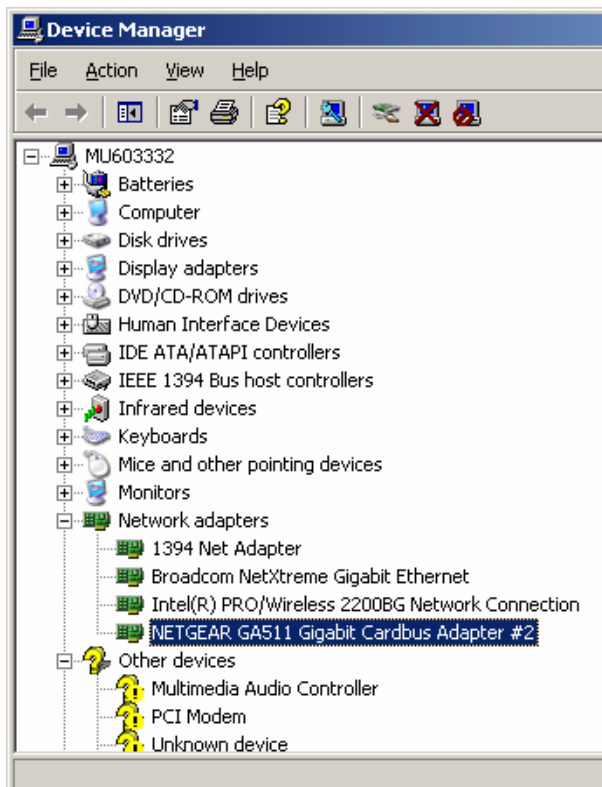 Device Manager
File Action View Help
MU603332
Batteries
Computer
Disk drives
Display adapters
DVD/CD-ROM drives
Human Interface Devices
IDE ATA/ATAPI controllers
IEEE 1394 Bus host controllers
Infrared devices
Keyboards
Mice and other pointing devices
Monitors
Network adapters
1394 Net Adapter
Broadcom NetXtreme Gigabit Ethernet
Intel(R) PRO/Wireless 2200BG Network Connection
NETGEAR GA511 Gigabit Cardbus Adapter #2
Other devices
Multimedia Audio Controller
PCI Modem
Unknown device